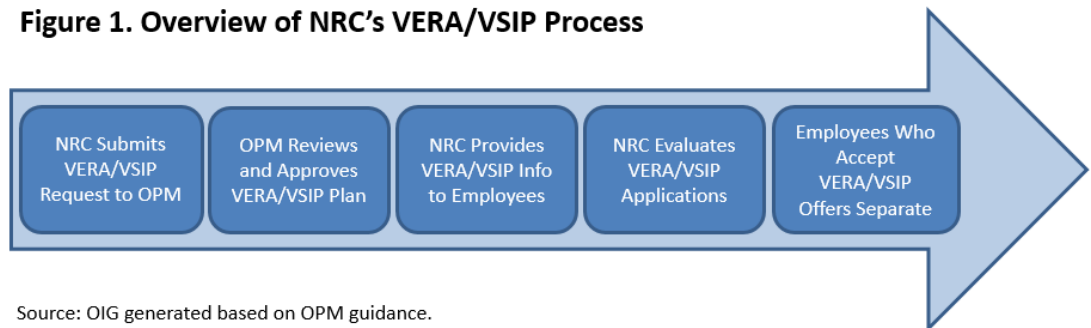 Figure 1. Overview of NRC’s VERA/VSIP Process
NRC Submits
VERA/VSIP
Request to OPM
OPM Reviews
and Approves
VERA/VSIP Plan
NRC Provides
VERA/VSIP Info
to Employees
NRC Evaluates
VERA/VSIP
Applications
Employees Who
Accept
VERA/VSIP
Offers Separate
Source: OIG generated based on OPM guidance.